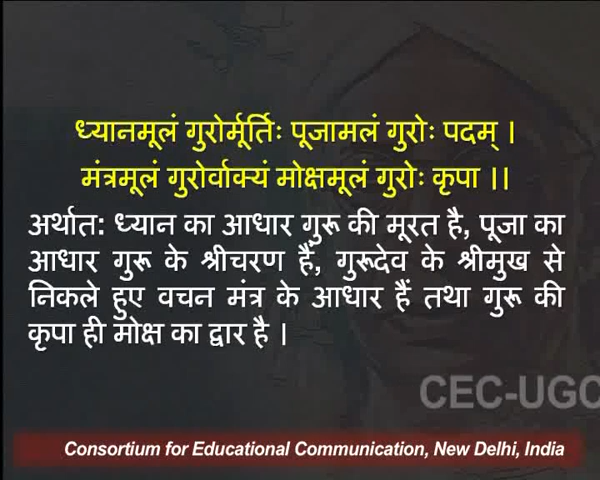 ध्यानमूलं गुरोर्मूर्तिः पूजामलं गुरोः पदम् ।
मंत्रमूलं गुरोर्वाक्यं मोक्षमूलं गुरोः कृपा ।।
अर्थात: ध्यान का आधार गुरू की मूरत है, पूजा का
आधार गुरू के श्रीचरण हैं, गुरूदेव के श्रीमुख से
निकले हुए वचन मंत्र के आधार हैं तथा गुरू की
कृपा ही मोक्ष का द्वार है ।
CEC-UGC
Consortium for Educational Communication, New Delhi, India